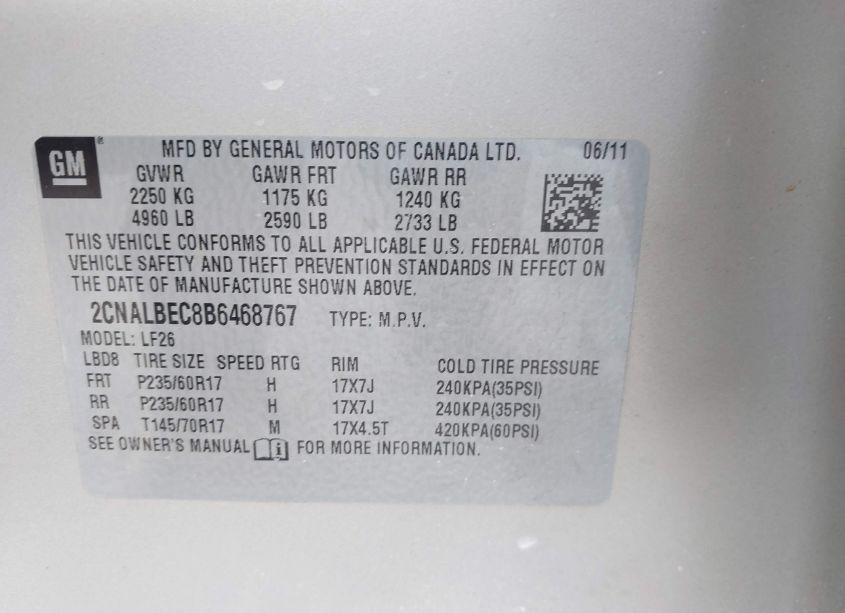 GM ® MFD BY GENERAL MOTORS OF CANADA LTD. 06/11
GVWR GAWR FRT GAWR RR
2250 KG 1175 KG 1240 KG
4960 LB 2590 LB 2733 LB
THIS VEHICLE CONFORMS TO ALL APPLICABLE U.S. FEDERAL MOTOR
VEHICLE SAFETY AND THEFT PREVENTION STANDARDS IN EFFECT ON
THE DATE OF MANUFACTURE SHOWN ABOVE.
2CNALBEC8B6468767 TYPE: M.P.V.
MODEL: LF26
LBD8 TIRE SIZE SPEED RTG RIM COLD TIRE PRESSURE
FRT P235/60R17 H 17X7J 240KPA(35PSI)
RR P235/60R17 H 17X7J 240KPA(35PSI)
SPA T145/70R17 M 17X4.5T 420KPA(60PSI)
SEE OWNER'S MANUAL i FOR MORE INFORMATION.